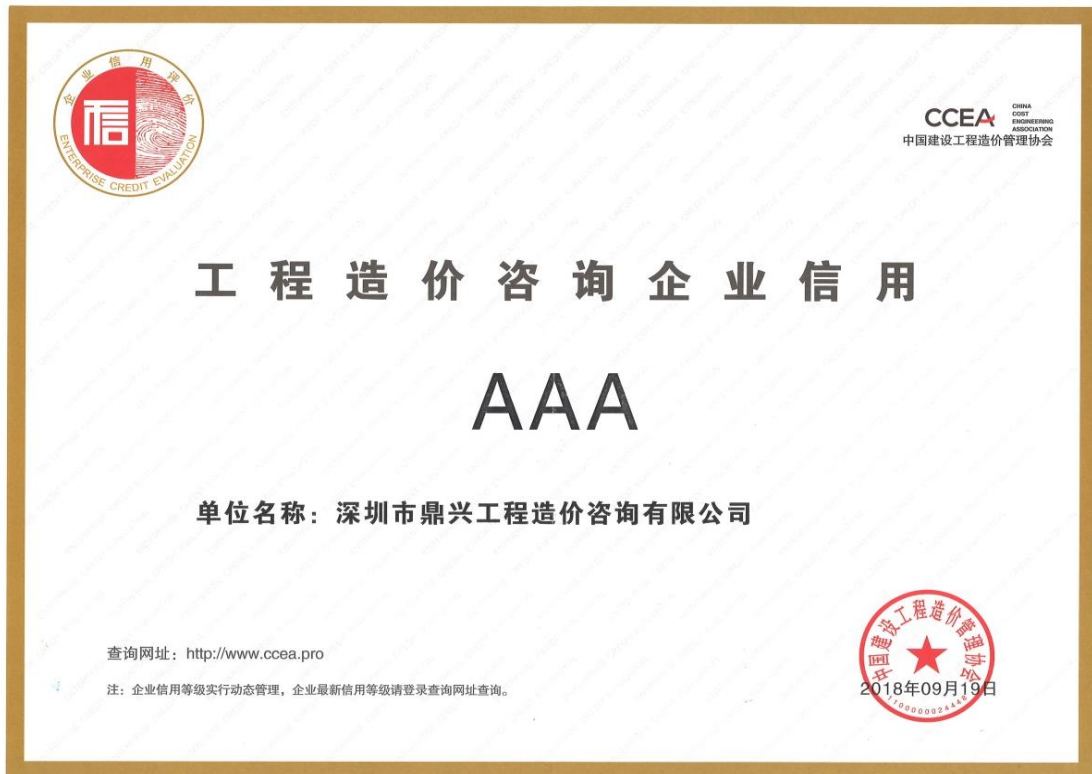 企业信用评价
ENTERPRISE CREDIT EVALUATION
信
CCEA
CHINA
COST
ENGINEERING
ASSOCIATION
中国建设工程造价管理协会
工程造价咨询企业信用
AAA
单位名称：深圳市鼎兴工程造价咨询有限公司
查询网址：http://www.ccea.pro
注：企业信用等级实行动态管理，企业最新信用等级请登录查询网址查询。
中国建设工程造价管理协会
2018年09月19日